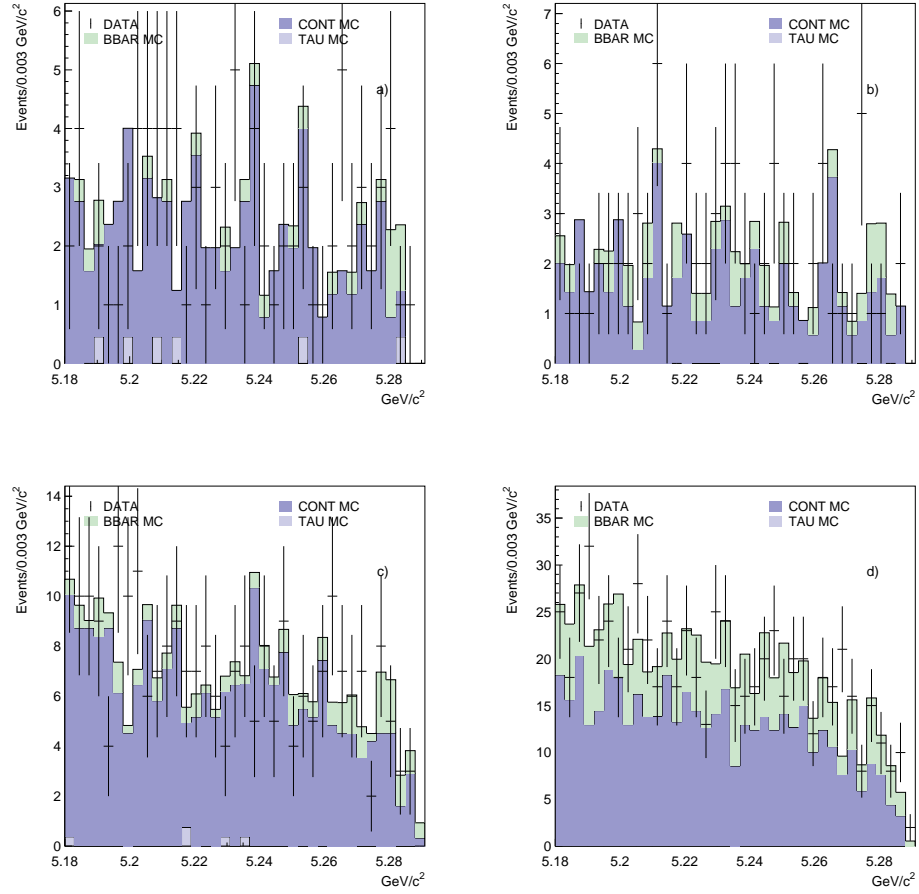 Events/0.003 GeV/c²
DATA CONT MC
BBAR MC TAU MC
a)
6
5
4
3
2
1
0
5.18 5.2 5.22 5.24 5.26 5.28
GeV/c²
Events/0.003 GeV/c²
DATA CONT MC
BBAR MC TAU MC
b)
7
6
5
4
3
2
1
0
5.18 5.2 5.22 5.24 5.26 5.28
GeV/c²
Events/0.003 GeV/c²
DATA CONT MC
BBAR MC TAU MC
c)
14
12
10
8
6
4
2
0
5.18 5.2 5.22 5.24 5.26 5.28
GeV/c²
Events/0.003 GeV/c²
DATA CONT MC
BBAR MC TAU MC
d)
35
30
25
20
15
10
5
0
5.18 5.2 5.22 5.24 5.26 5.28
GeV/c²